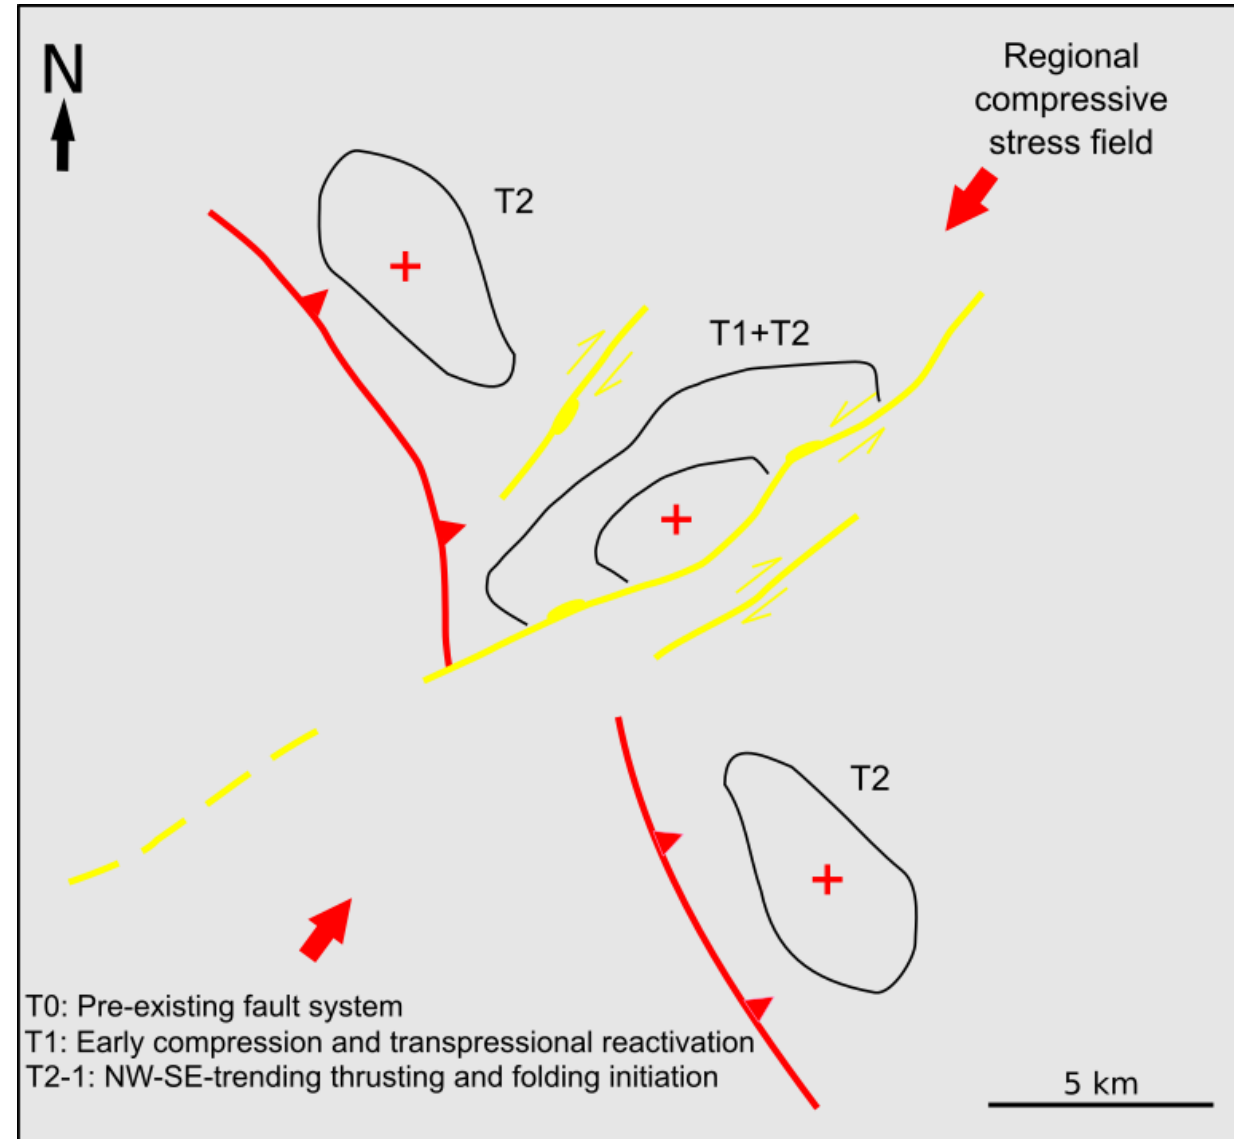 N
Regional
compressive
stress field
T2
T1+T2
T2
T0: Pre-existing fault system
T1: Early compression and transpressional reactivation
T2-1: NW-SE-trending thrusting and folding initiation
5 km